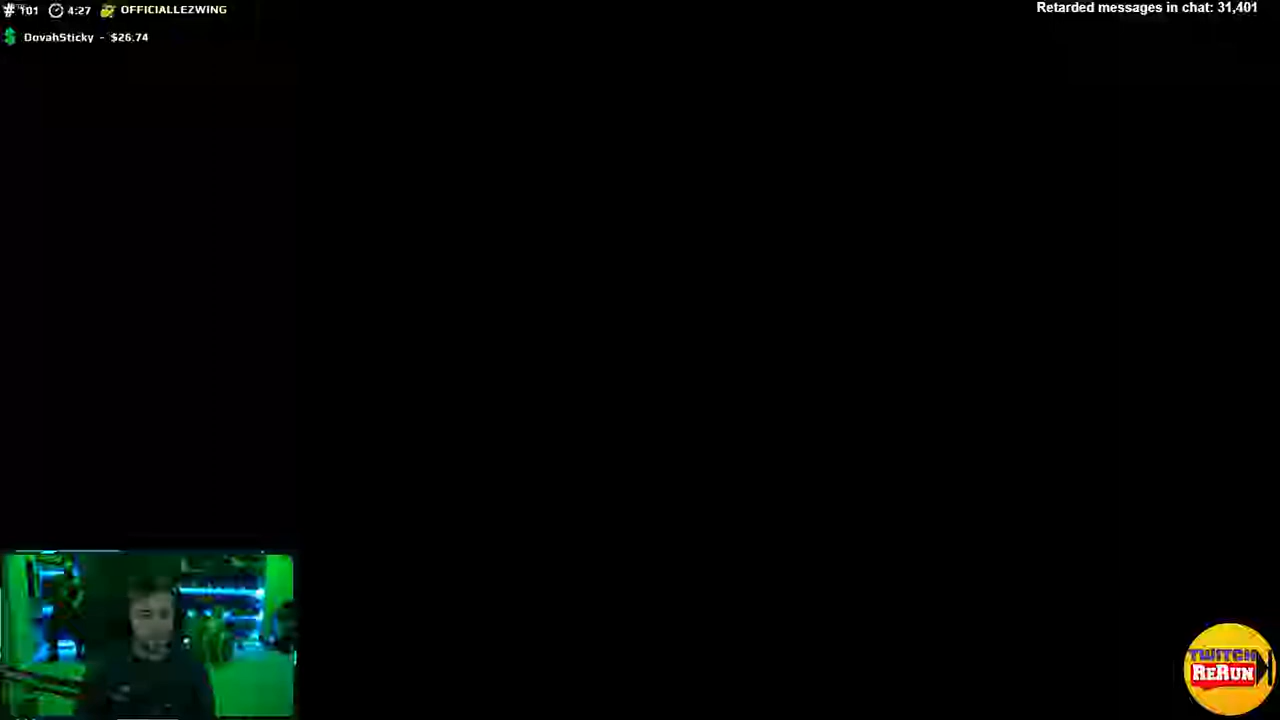 # 101 4:27 OFFICIALLEZWING
Retarded messages in chat: 31,401
DovahSticky - $26.74
TWITCH
RERUN